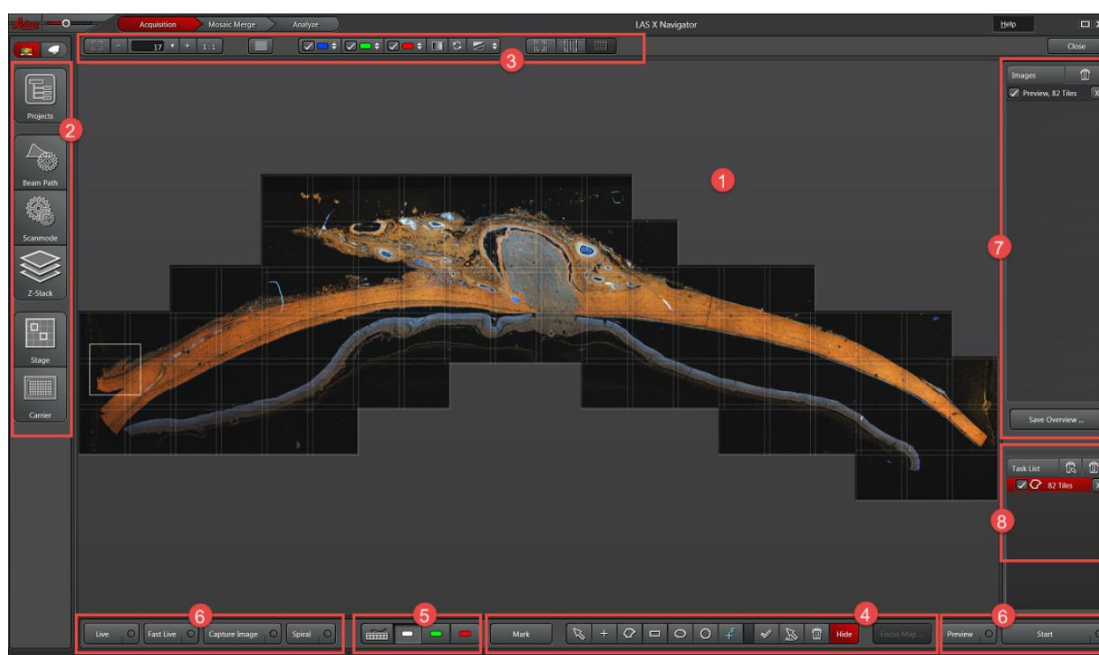 Leica
Acquisition Mosaic Merge Analyze LAS X Navigator Help
17 1:1 Close
3
Projects
2
Beam Path
Scanmode
Z-Stack
Stage
Carrier
1
Images
Preview, 82 Tiles X
7
Save Overview ...
Task List
82 Tiles X
8
6 5 4 6
Live Fast Live Capture Image Spiral Mark Hide Focus Map ... Preview Start